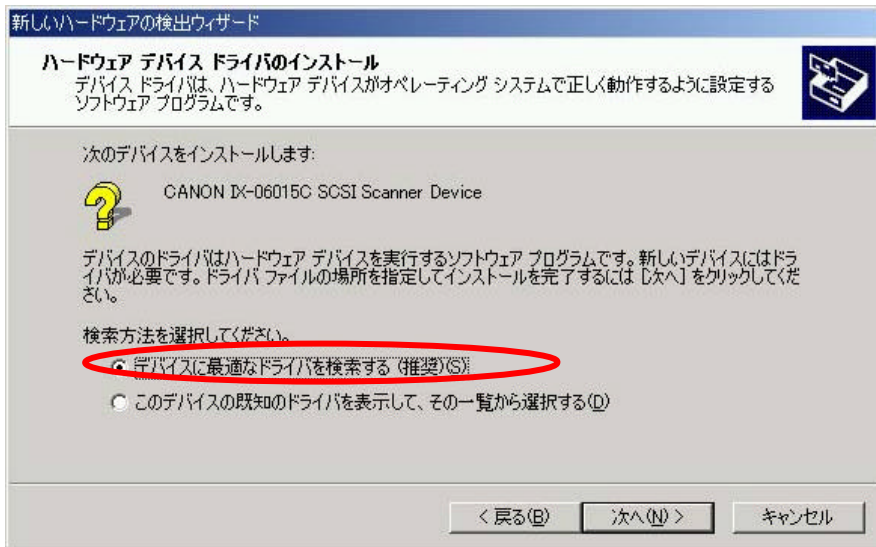 新しいハードウェアの検出ウィザード
ハードウェア デバイス ドライバのインストール
デバイス ドライバは、ハードウェア デバイスがオペレーティング システムで正しく動作するように設定する
ソフトウェア プログラムです。
次のデバイスをインストールします:
CANON IX-06015C SCSI Scanner Device
デバイスのドライバはハードウェア デバイスを実行するソフトウェア プログラムです。新しいデバイスにはドラ
イバが必要です。ドライバ ファイルの場所を指定してインストールを完了するには [次へ] をクリックしてくだ
さい。
検索方法を選択してください。
デバイスに最適なドライバを検索する (推奨)(S)
このデバイスの既知のドライバを表示して、その一覧から選択する(D)
< 戻る(B)
次へ(N) >
キャンセル